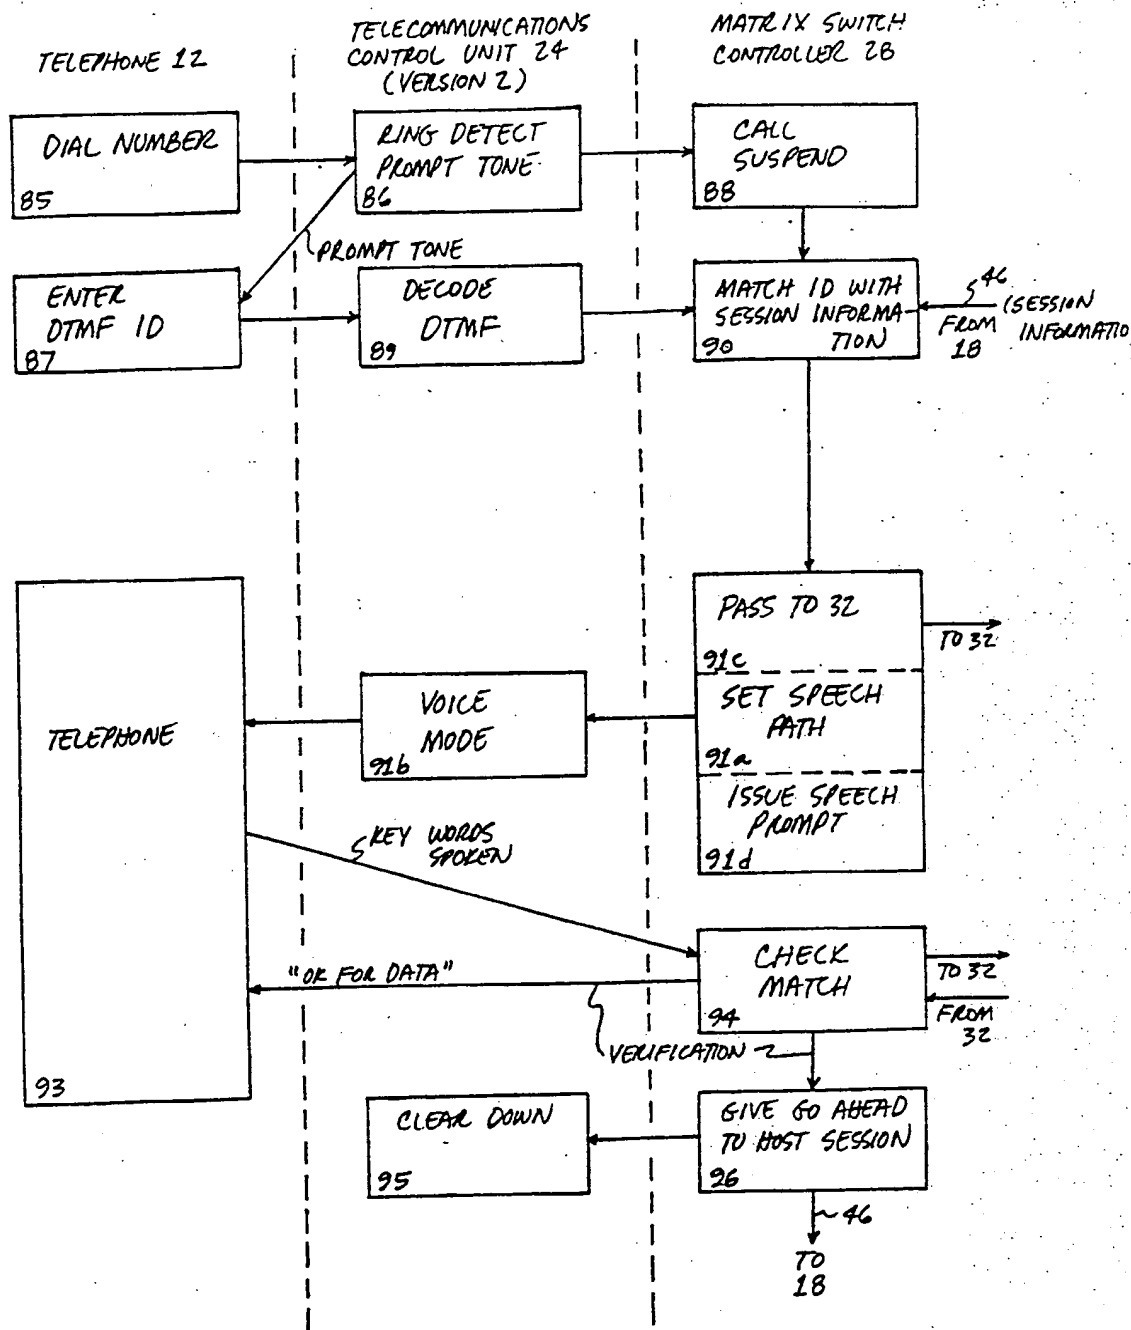 TELEPHONE 12
TELECOMMUNICATIONS
CONTROL UNIT 24
(VERSION 2)
MATRIX SWITCH
CONTROLLER 28
DIAL NUMBER
85
RING DETECT
PROMPT TONE
86
CALL
SUSPEND
88
PROMPT TONE
ENTER
DTMF ID
87
DECODE
DTMF
89
MATCH ID WITH
SESSION INFORMA-
TION
90
46
FROM
18
(SESSION
INFORMATIO
PASS TO 32
91c
TO 32
SET SPEECH
PATH
91a
ISSUE SPEECH
PROMPT
91d
VOICE
MODE
91b
TELEPHONE
93
KEY WORDS
SPOKEN
"OK FOR DATA"
CHECK
MATCH
94
TO 32
FROM
32
VERIFICATION
CLEAR DOWN
95
GIVE GO AHEAD
TO HOST SESSION
96
46
TO
18